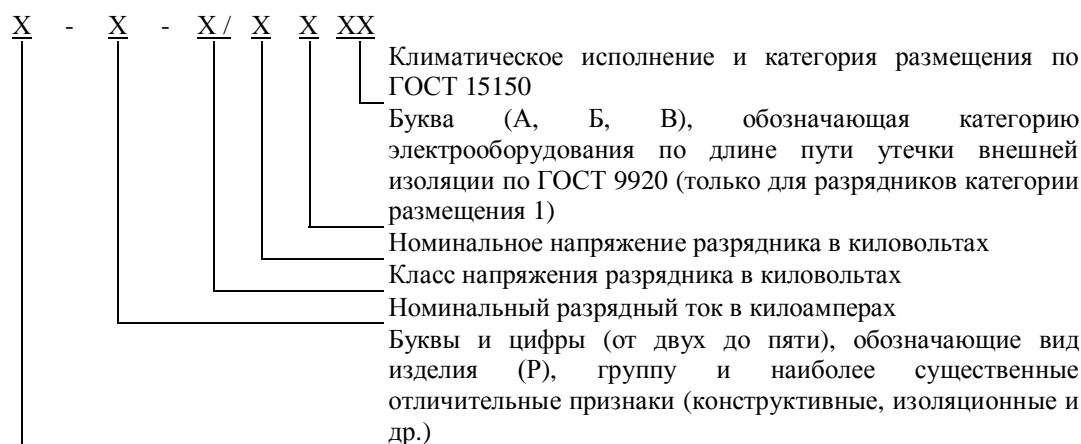 X - X - X / X X XX
Климатическое исполнение и категория размещения по
ГОСТ 15150
Буква (А, Б, В), обозначающая категорию
электрооборудования по длине пути утечки внешней
изоляции по ГОСТ 9920 (только для разрядников категории
размещения 1)
Номинальное напряжение разрядника в киловольтах
Класс напряжения разрядника в киловольтах
Номинальный разрядный ток в килоамперах
Буквы и цифры (от двух до пяти), обозначающие вид
изделия (Р), группу и наиболее существенные
отличительные признаки (конструктивные, изоляционные и
др.)